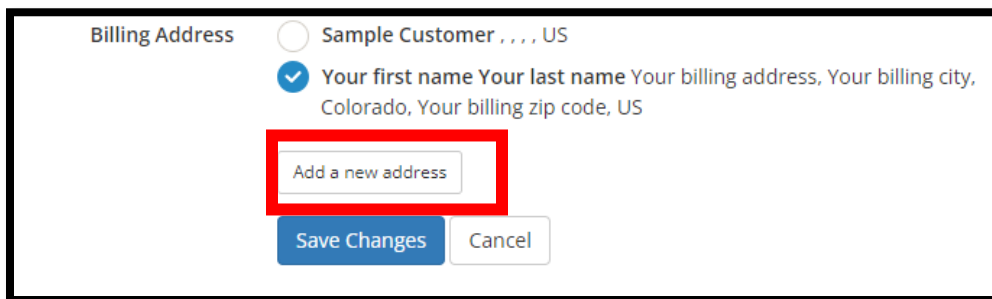 Billing Address Sample Customer , , , , US
Your first name Your last name Your billing address, Your billing city,
Colorado, Your billing zip code, US
Add a new address
Save Changes Cancel